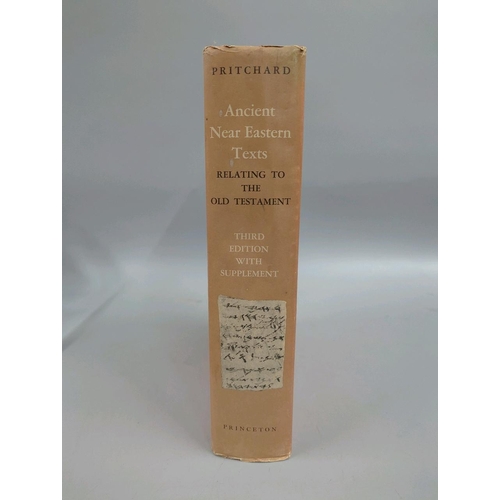 PRITCHARD
Ancient
Near Eastern
Texts
RELATING TO
THE
OLD TESTAMENT
THIRD
EDITION
WITH
SUPPLEMENT
PRINCETON